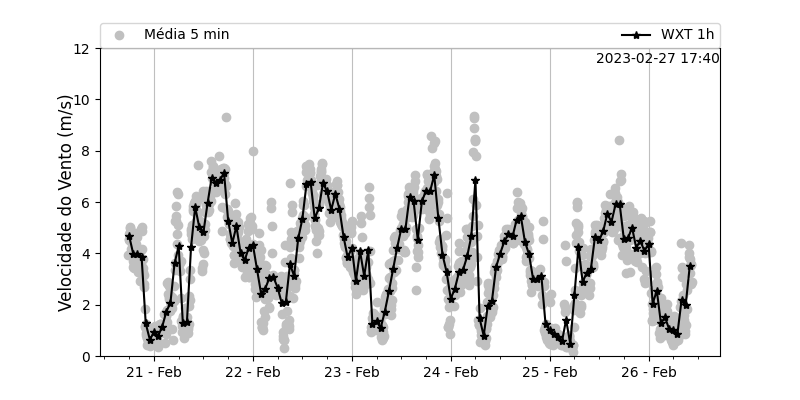 Média 5 min
WXT 1h
2023-02-27 17:40
Velocidade do Vento (m/s)
12
10
8
6
4
2
0
21 - Feb
22 - Feb
23 - Feb
24 - Feb
25 - Feb
26 - Feb